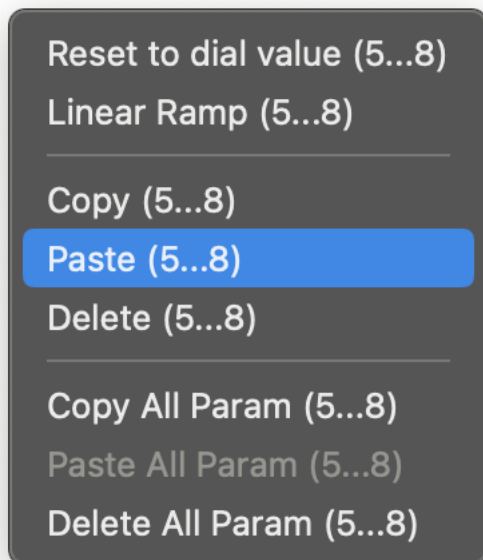 Reset to dial value (5...8)
Linear Ramp (5...8)
Copy (5...8)
Paste (5...8)
Delete (5...8)
Copy All Param (5...8)
Paste All Param (5...8)
Delete All Param (5...8)